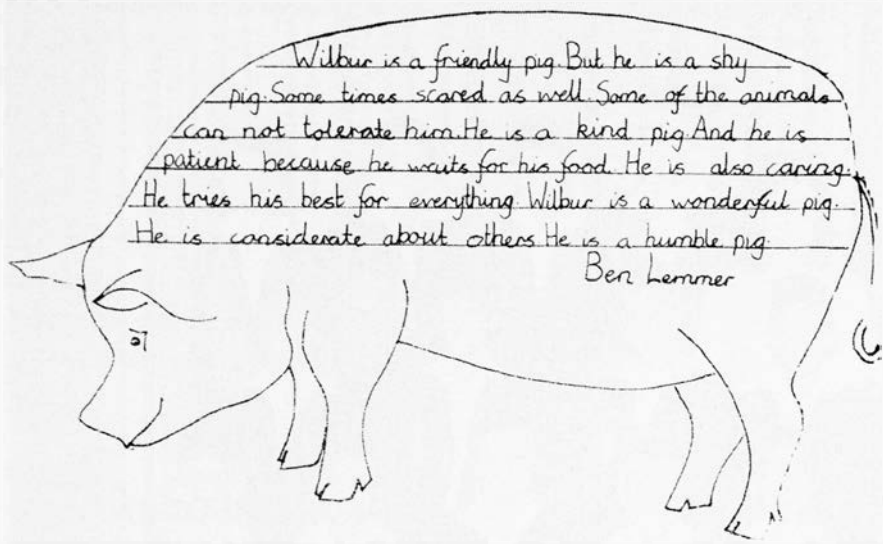 Wilbur is a friendly pig. But he is a shy
pig. Some times scared as well. Some of the animals
can not tolerate him. He is a kind pig. And he is
patient because he waits for his food. He is also caring.
He tries his best for everything. Wilbur is a wonderful pig.
He is considerate about others. He is a humble pig.
Ben Lemmer